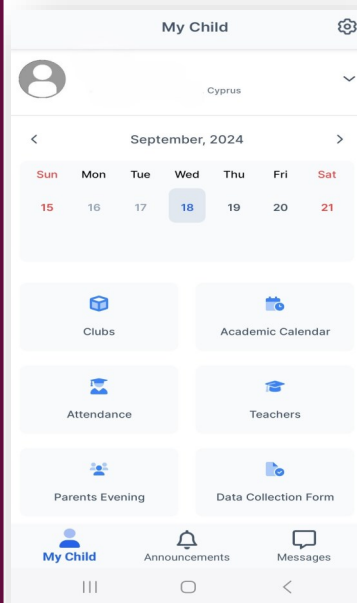 My Child
Cyprus
September, 2024
Sun Mon Tue Wed Thu Fri Sat
15 16 17 18 19 20 21
Clubs
Academic Calendar
Attendance
Teachers
Parents Evening
Data Collection Form
My Child
Announcements
Messages